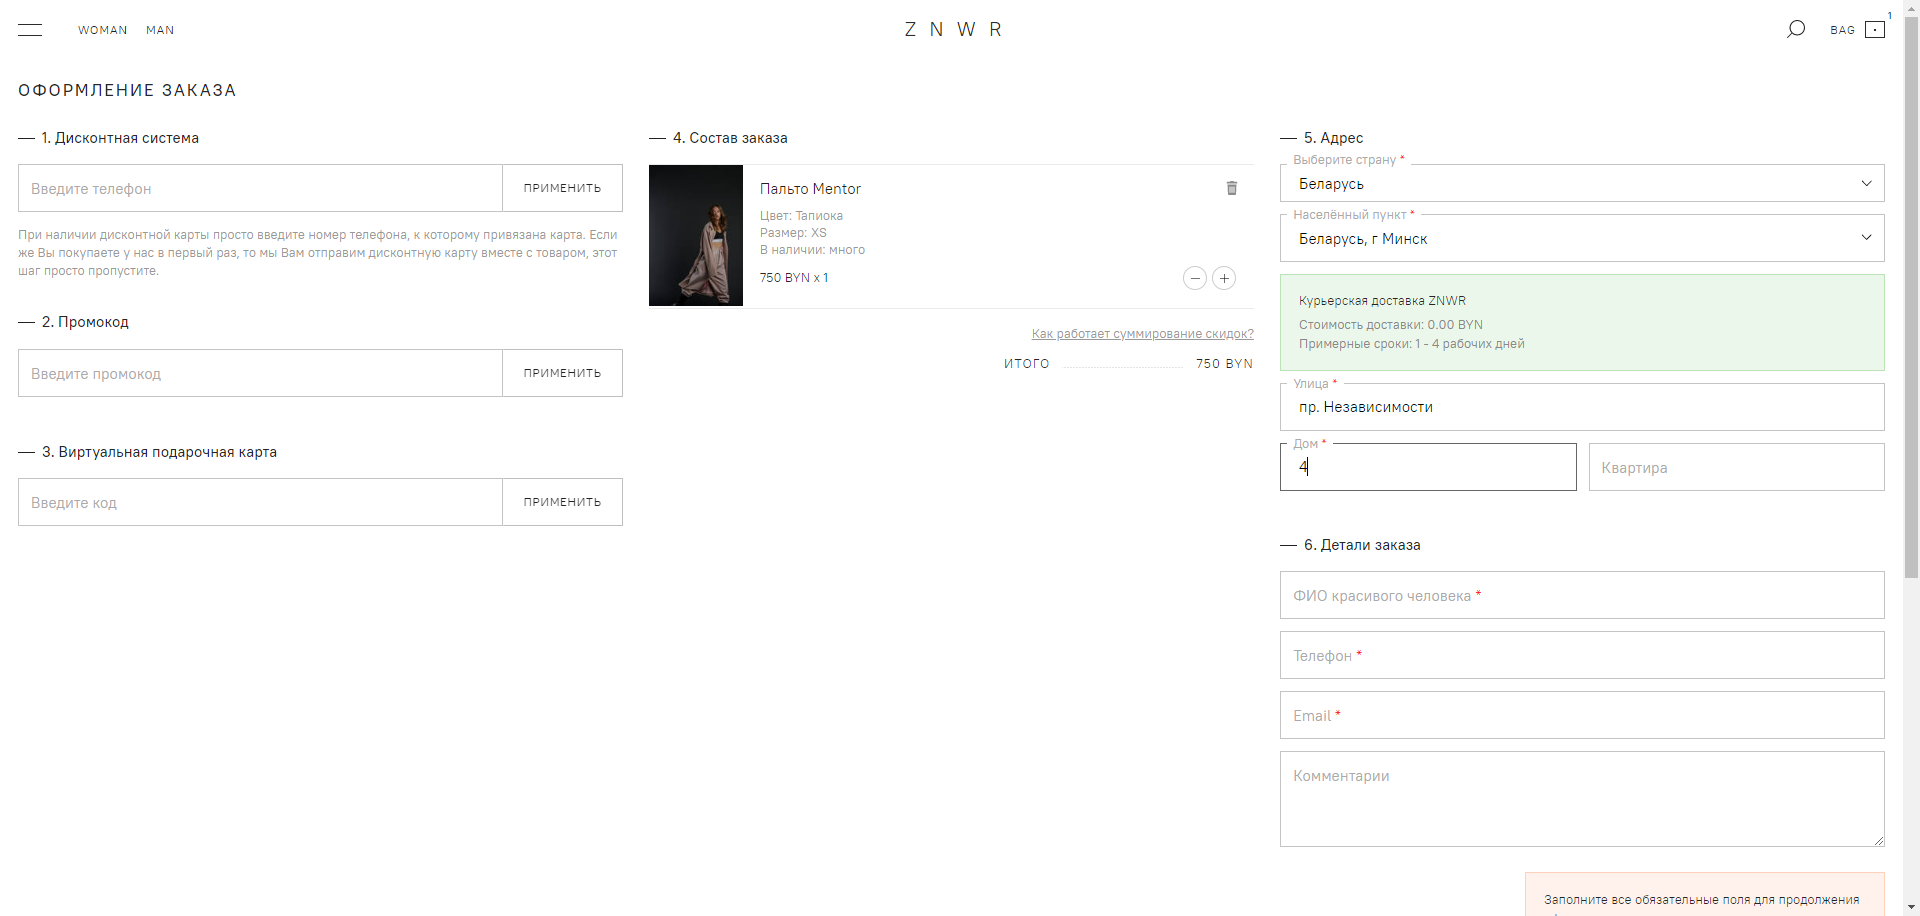 WOMAN MAN
ZNWR
BAG 1
ОФОРМЛЕНИЕ ЗАКАЗА
1. Дисконтная система
Введите телефон
ПРИМЕНИТЬ
При наличии дисконтной карты просто введите номер телефона, к которому привязана карта. Если
же Вы покупаете у нас в первый раз, то мы Вам отправим дисконтную карту вместе с товаром, этот
шаг просто пропустите.
2. Промокод
Введите промокод
ПРИМЕНИТЬ
3. Виртуальная подарочная карта
Введите код
ПРИМЕНИТЬ
4. Состав заказа
Пальто Mentor
Цвет: Тапиока
Размер: XS
В наличии: много
750 BYN x 1
Как работает суммирование скидок?
ИТОГО 750 BYN
5. Адрес
Выберите страну *
Беларусь
Населённый пункт *
Беларусь, г Минск
Курьерская доставка ZNWR
Стоимость доставки: 0.00 BYN
Примерные сроки: 1 - 4 рабочих дней
Улица *
пр. Независимости
Дом *
4
Квартира
6. Детали заказа
ФИО красивого человека *
Телефон *
Email *
Комментарии
Заполните все обязательные поля для продолжения